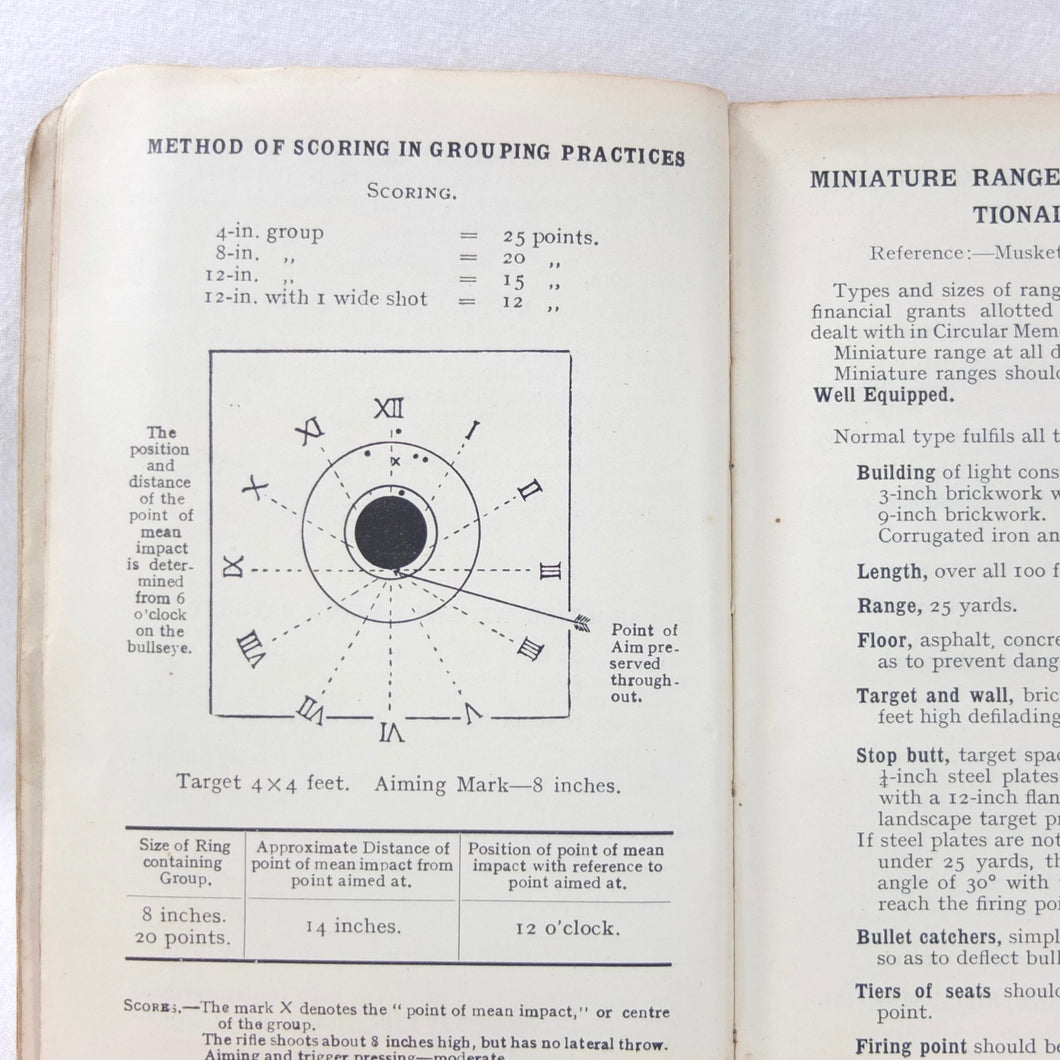 METHOD OF SCORING IN GROUPING PRACTICES
SCORING.
4-in. group = 25 points.
8-in. ,, = 20 ,,
12-in. ,, = 15 ,,
12-in. with 1 wide shot = 12 ,,
The
position
and
distance
of the
point of
mean
impact
is deter-
mined
from 6
o'clock
on the
bullseye.
XII
XI
I
X
II
x
IX
III
VIII
IIII
VII
VI
V
Point of
Aim pre-
served
through-
out.
Target 4×4 feet. Aiming Mark—8 inches.
Size of Ring
containing
Group.
Approximate Distance of
point of mean impact from
point aimed at.
Position of point of mean
impact with reference to
point aimed at.
8 inches.
20 points.
14 inches.
12 o'clock.
SCORES.—The mark X denotes the “ point of mean impact,” or centre
of the group.
The rifle shoots about 8 inches high, but has no lateral throw.
Aiming and trigger pressing—moderate.
MINIATURE RANGE
TIONAL
Reference:—Musket
Types and sizes of rang
financial grants allotted
dealt with in Circular Mem
Miniature range at all d
Miniature ranges shoul
Well Equipped.
Normal type fulfils all t
Building of light cons
3-inch brickwork w
9-inch brickwork.
Corrugated iron an
Length, over all 100 f
Range, 25 yards.
Floor, asphalt, concre
as to prevent dang
Target and wall, bric
feet high defilading
Stop butt, target spac
¼-inch steel plates
with a 12-inch flan
landscape target pr
If steel plates are not
under 25 yards, th
angle of 30° with
reach the firing poi
Bullet catchers, simpl
so as to deflect bull
Tiers of seats shoul
point.
Firing point should be